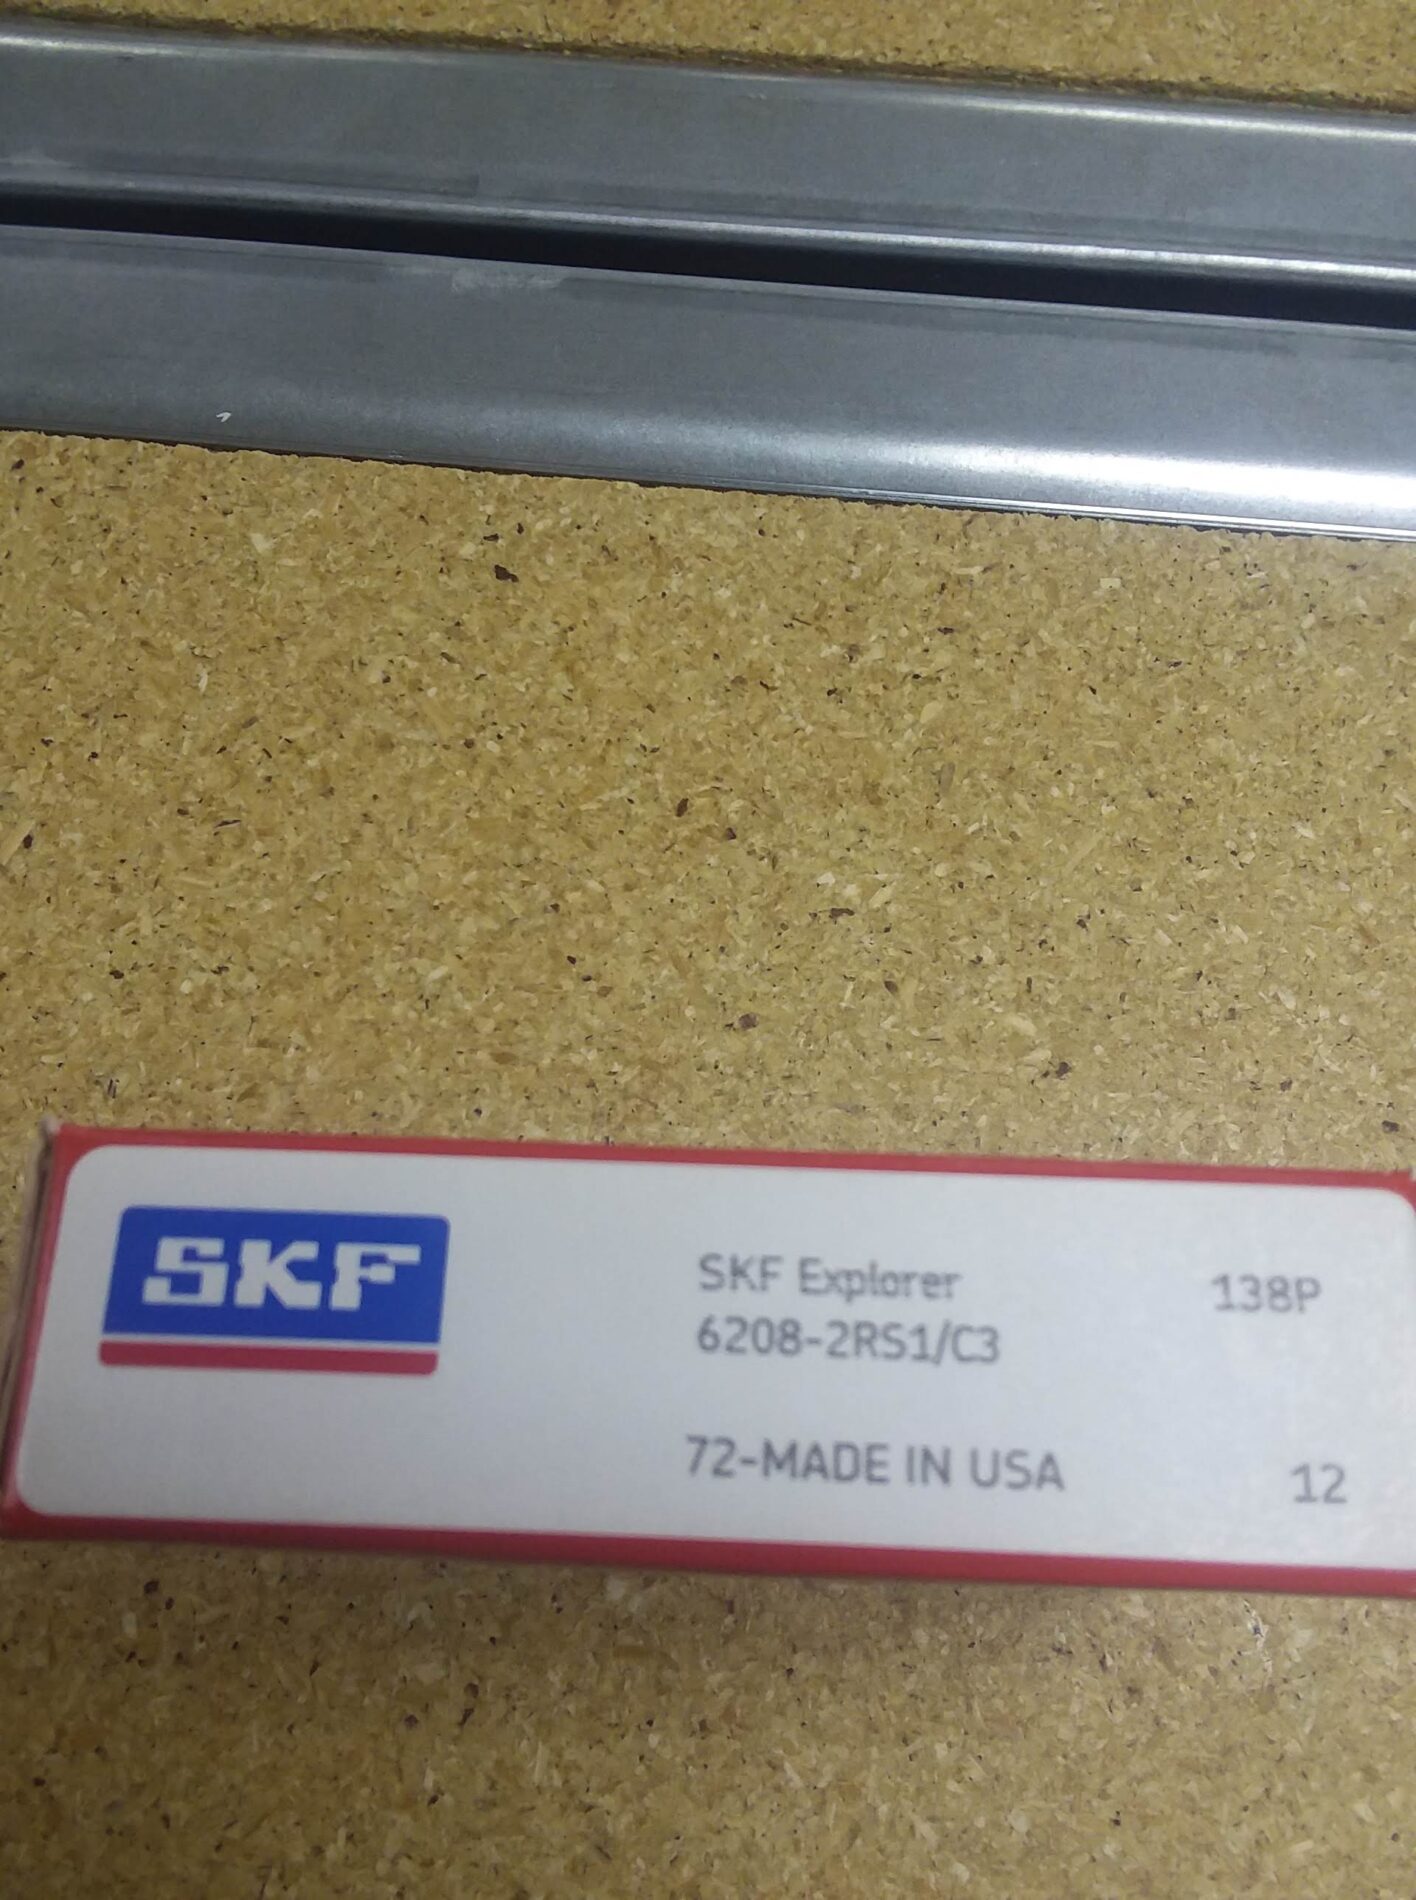 SKF
SKF Explorer 138P
6208-2RS1/C3
72-MADE IN USA 12